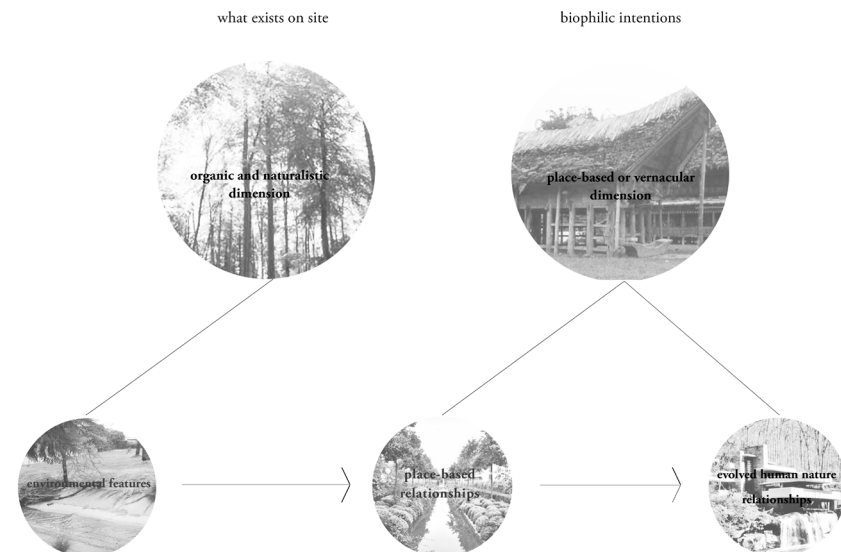 what exists on site
biophilic intentions
organic and naturalistic
dimension
place-based or vernacular
dimension
environmental features
place-based
relationships
evolved human nature
relationships